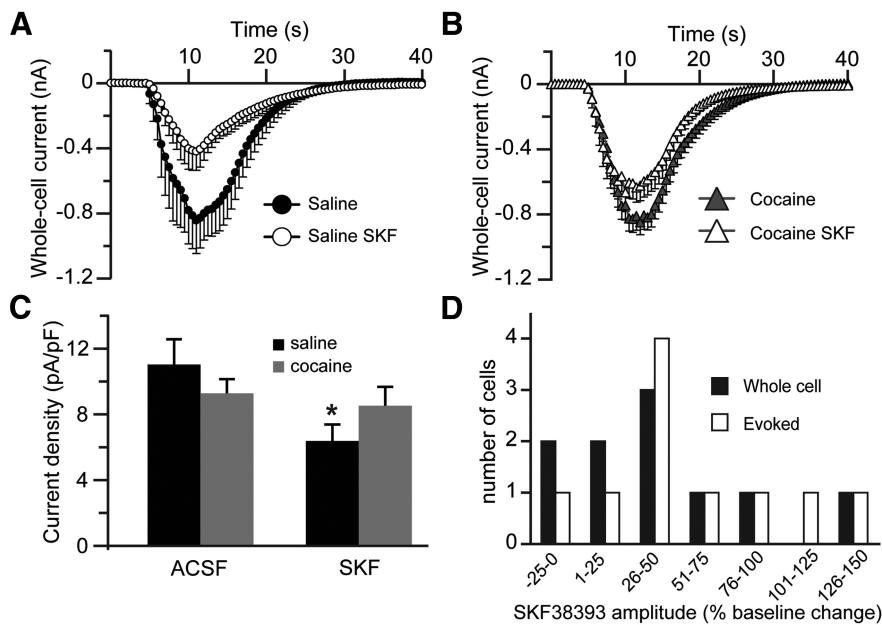 A
Time (s)
10 20 30 40
0
-0.4
-0.8
-1.2
Whole-cell current (nA)
Saline
Saline SKF
B
Time (s)
10 20 30 40
0
-0.4
-0.8
-1.2
Whole-cell current (nA)
Cocaine
Cocaine SKF
C
Current density (pA/pF)
12
8
4
0
saline
cocaine
*
ACSF SKF
D
number of cells
4
3
2
1
0
Whole cell
Evoked
-25-0 1-25 26-50 51-75 76-100 101-125 126-150
SKF38393 amplitude (% baseline change)